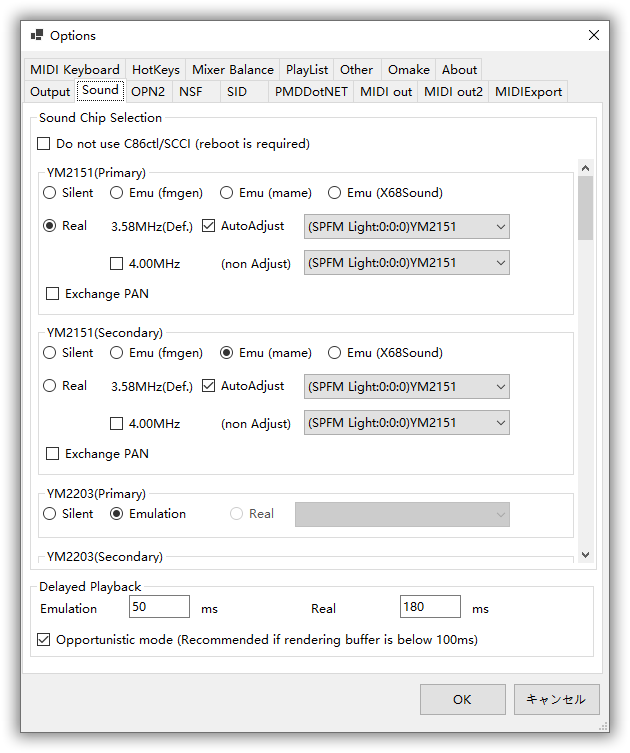 Options
MIDI Keyboard HotKeys Mixer Balance PlayList Other Omake About
Output Sound OPN2 NSF SID PMDDotNET MIDI out MIDI out2 MIDIExport
Sound Chip Selection
Do not use C86ctl/SCCI (reboot is required)
YM2151(Primary)
Silent Emu (fmgen) Emu (mame) Emu (X68Sound)
Real 3.58MHz(Def.) AutoAdjust (SPFM Light:0:0:0)YM2151
4.00MHz (non Adjust) (SPFM Light:0:0:0)YM2151
Exchange PAN
YM2151(Secondary)
Silent Emu (fmgen) Emu (mame) Emu (X68Sound)
Real 3.58MHz(Def.) AutoAdjust (SPFM Light:0:0:0)YM2151
4.00MHz (non Adjust) (SPFM Light:0:0:0)YM2151
Exchange PAN
YM2203(Primary)
Silent Emulation Real
YM2203(Secondary)
Delayed Playback
Emulation 50 ms Real 180 ms
Opportunistic mode (Recommended if rendering buffer is below 100ms)
OK キャンセル